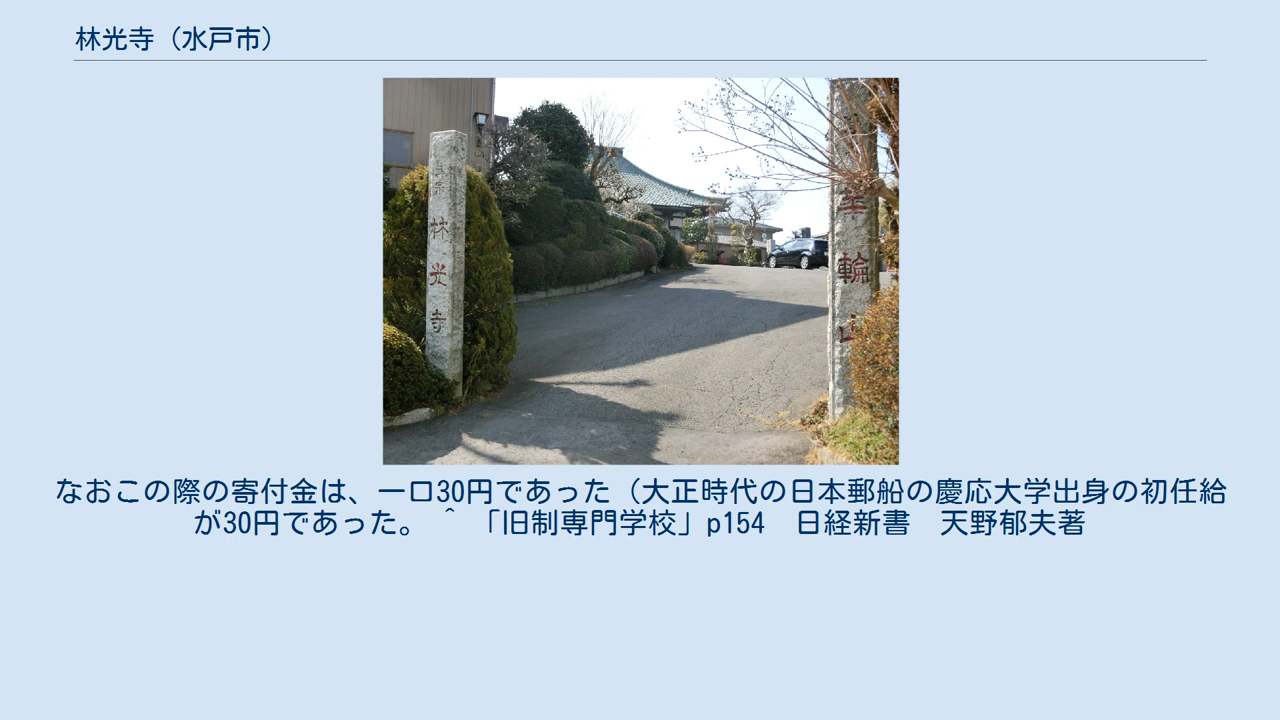 林光寺（水戸市）
林光寺
華輪山
なおこの際の寄付金は、一口30円であった（大正時代の日本郵船の慶応大学出身の初任給
が30円であった。 ^ 「旧制専門学校」p154　日経新書　天野郁夫著